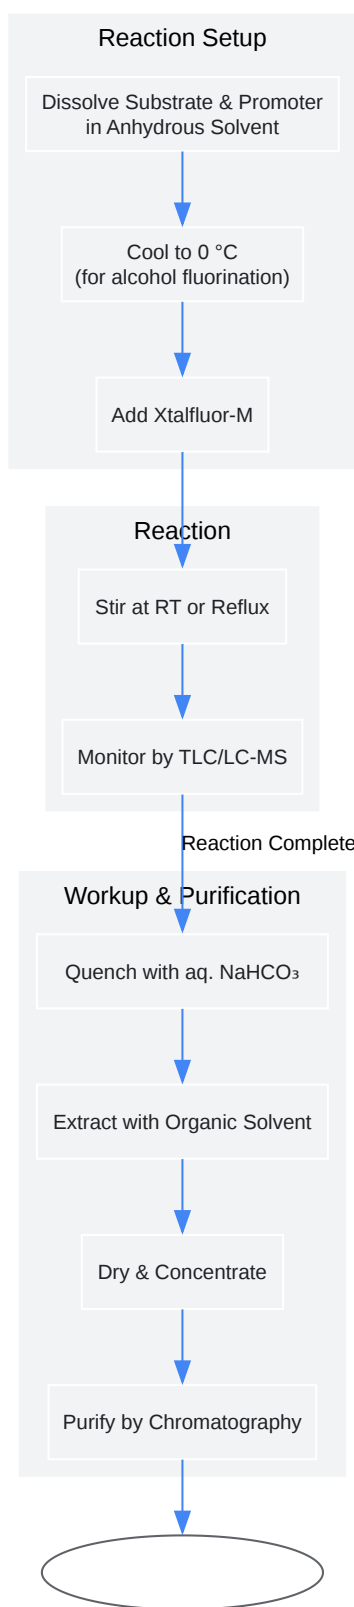 Reaction Setup
Dissolve Substrate & Promoter
in Anhydrous Solvent
Cool to 0 °C
(for alcohol fluorination)
Add Xtalfluor-M
Reaction
Stir at RT or Reflux
Monitor by TLC/LC-MS
Reaction Complete
Workup & Purification
Quench with aq. NaHCO₃
Extract with Organic Solvent
Dry & Concentrate
Purify by Chromatography